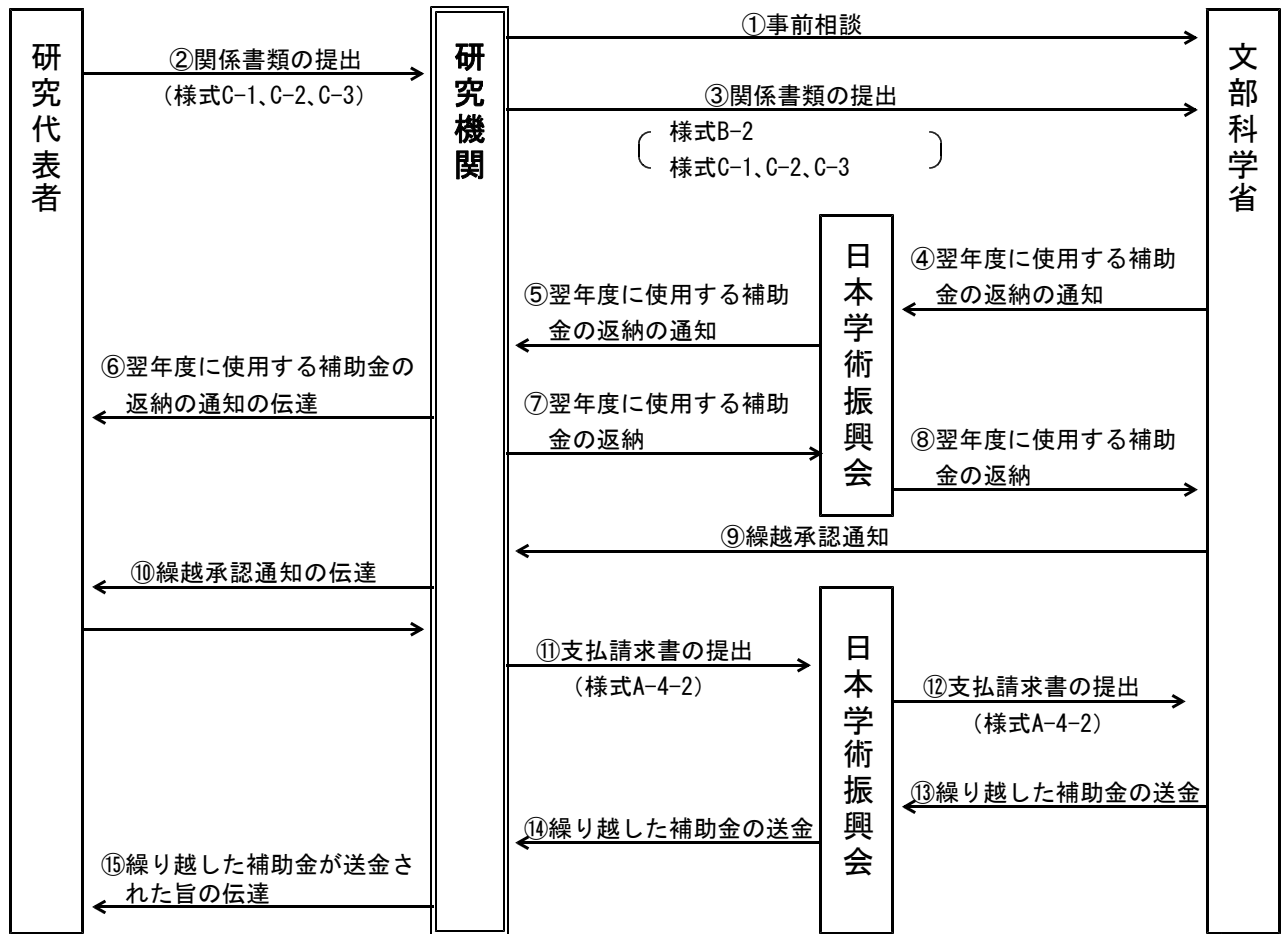 研究代表者
研究機関
文部科学省
①事前相談
②関係書類の提出
(様式C-1、C-2、C-3)
③関係書類の提出
様式B-2
様式C-1、C-2、C-3
日本学術振興会
④翌年度に使用する補助
金の返納の通知
⑤翌年度に使用する補助
金の返納の通知
⑥翌年度に使用する補助金の
返納の通知の伝達
⑦翌年度に使用する補助
金の返納
⑧翌年度に使用する補助
金の返納
⑨繰越承認通知
⑩繰越承認通知の伝達
日本学術振興会
⑪支払請求書の提出
(様式A-4-2)
⑫支払請求書の提出
(様式A-4-2)
⑬繰り越した補助金の送金
⑭繰り越した補助金の送金
⑮繰り越した補助金が送金さ
れた旨の伝達